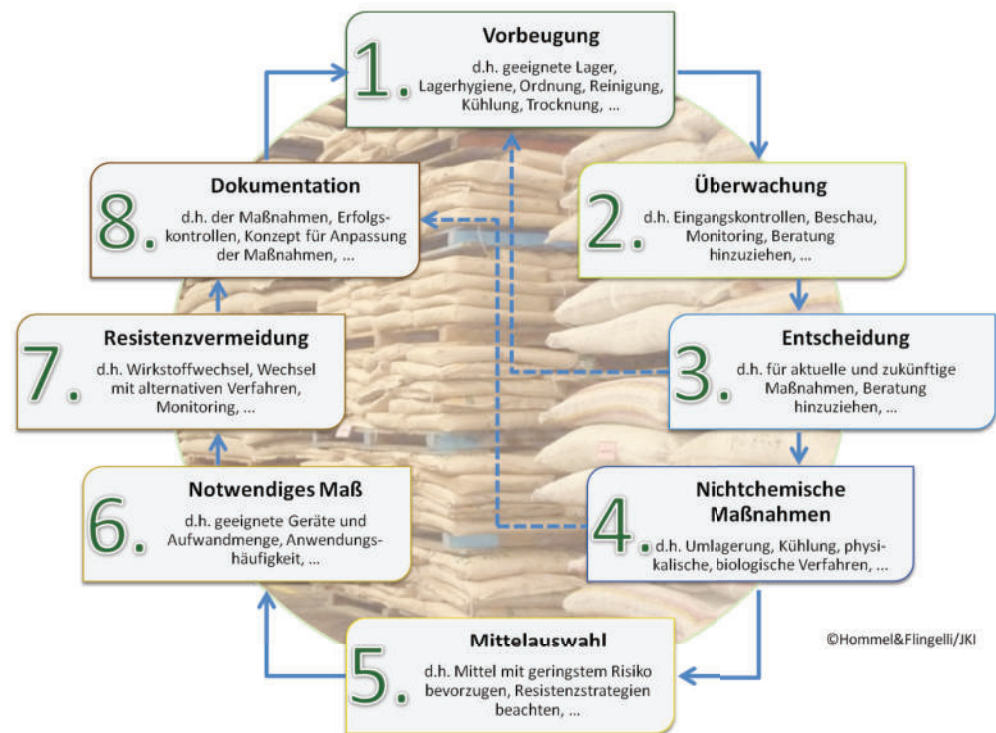 1. Vorbeugung
d.h. geeignete Lager,
Lagerhygiene, Ordnung, Reinigung,
Kühlung, Trocknung, ...
2. Überwachung
d.h. Eingangskontrollen, Beschau,
Monitoring, Beratung
hinzuziehen, ...
3. Entscheidung
d.h. für aktuelle und zukünftige
Maßnahmen, Beratung
hinzuziehen, ...
4. Nichtchemische
Maßnahmen
d.h. Umlagerung, Kühlung, physi-
kalische, biologische Verfahren, ...
5. Mittelauswahl
d.h. Mittel mit geringstem Risiko
bevorzugen, Resistenzstrategien
beachten, ...
6. Notwendiges Maß
d.h. geeignete Geräte und
Aufwandmenge, Anwendungs-
häufigkeit, ...
7. Resistenzvermeidung
d.h. Wirkstoffwechsel, Wechsel
mit alternativen Verfahren,
Monitoring, ...
8. Dokumentation
d.h. der Maßnahmen, Erfolgs-
kontrollen, Konzept für Anpassung
der Maßnahmen, ...
©Hommel&Flingelli/JKI